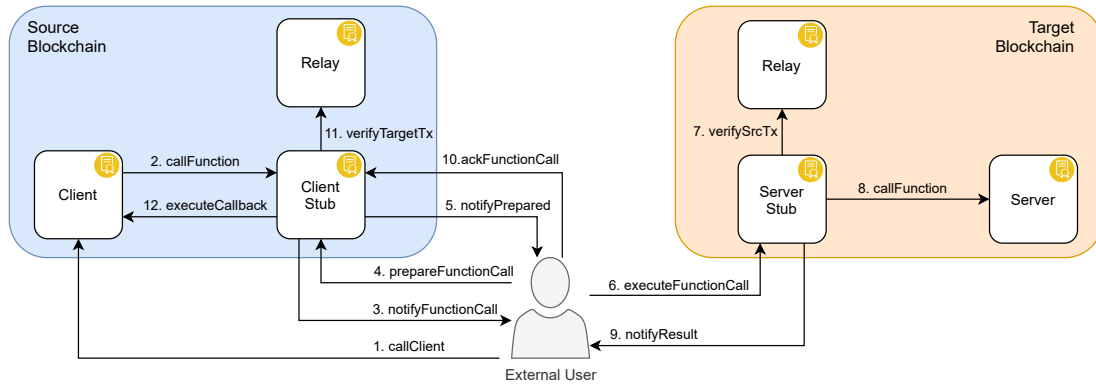 Source
Blockchain
Target
Blockchain
Relay
Relay
11. verifyTargetTx
7. verifySrcTx
2. callFunction
10.ackFunctionCall
Client
Client
Stub
Server
Stub
8. callFunction
Server
12. executeCallback
5. notifyPrepared
4. prepareFunctionCall
6. executeFunctionCall
3. notifyFunctionCall
9. notifyResult
1. callClient
External User